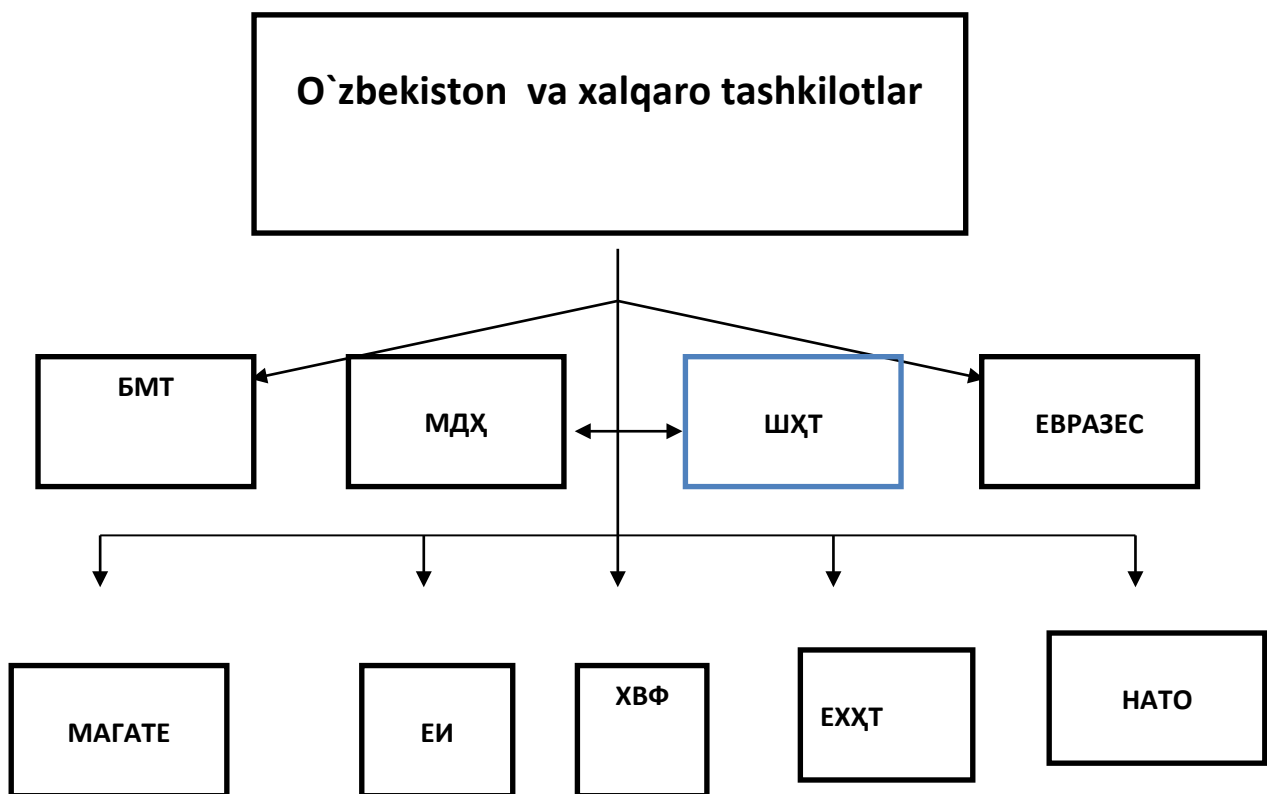 O`zbekiston va xalqaro tashkilotlar
БМТ
МДҲ
ШҲТ
ЕВРАЗЕС
МАГАТЕ
ЕИ
ХВФ
ЕХҲТ
НАТО